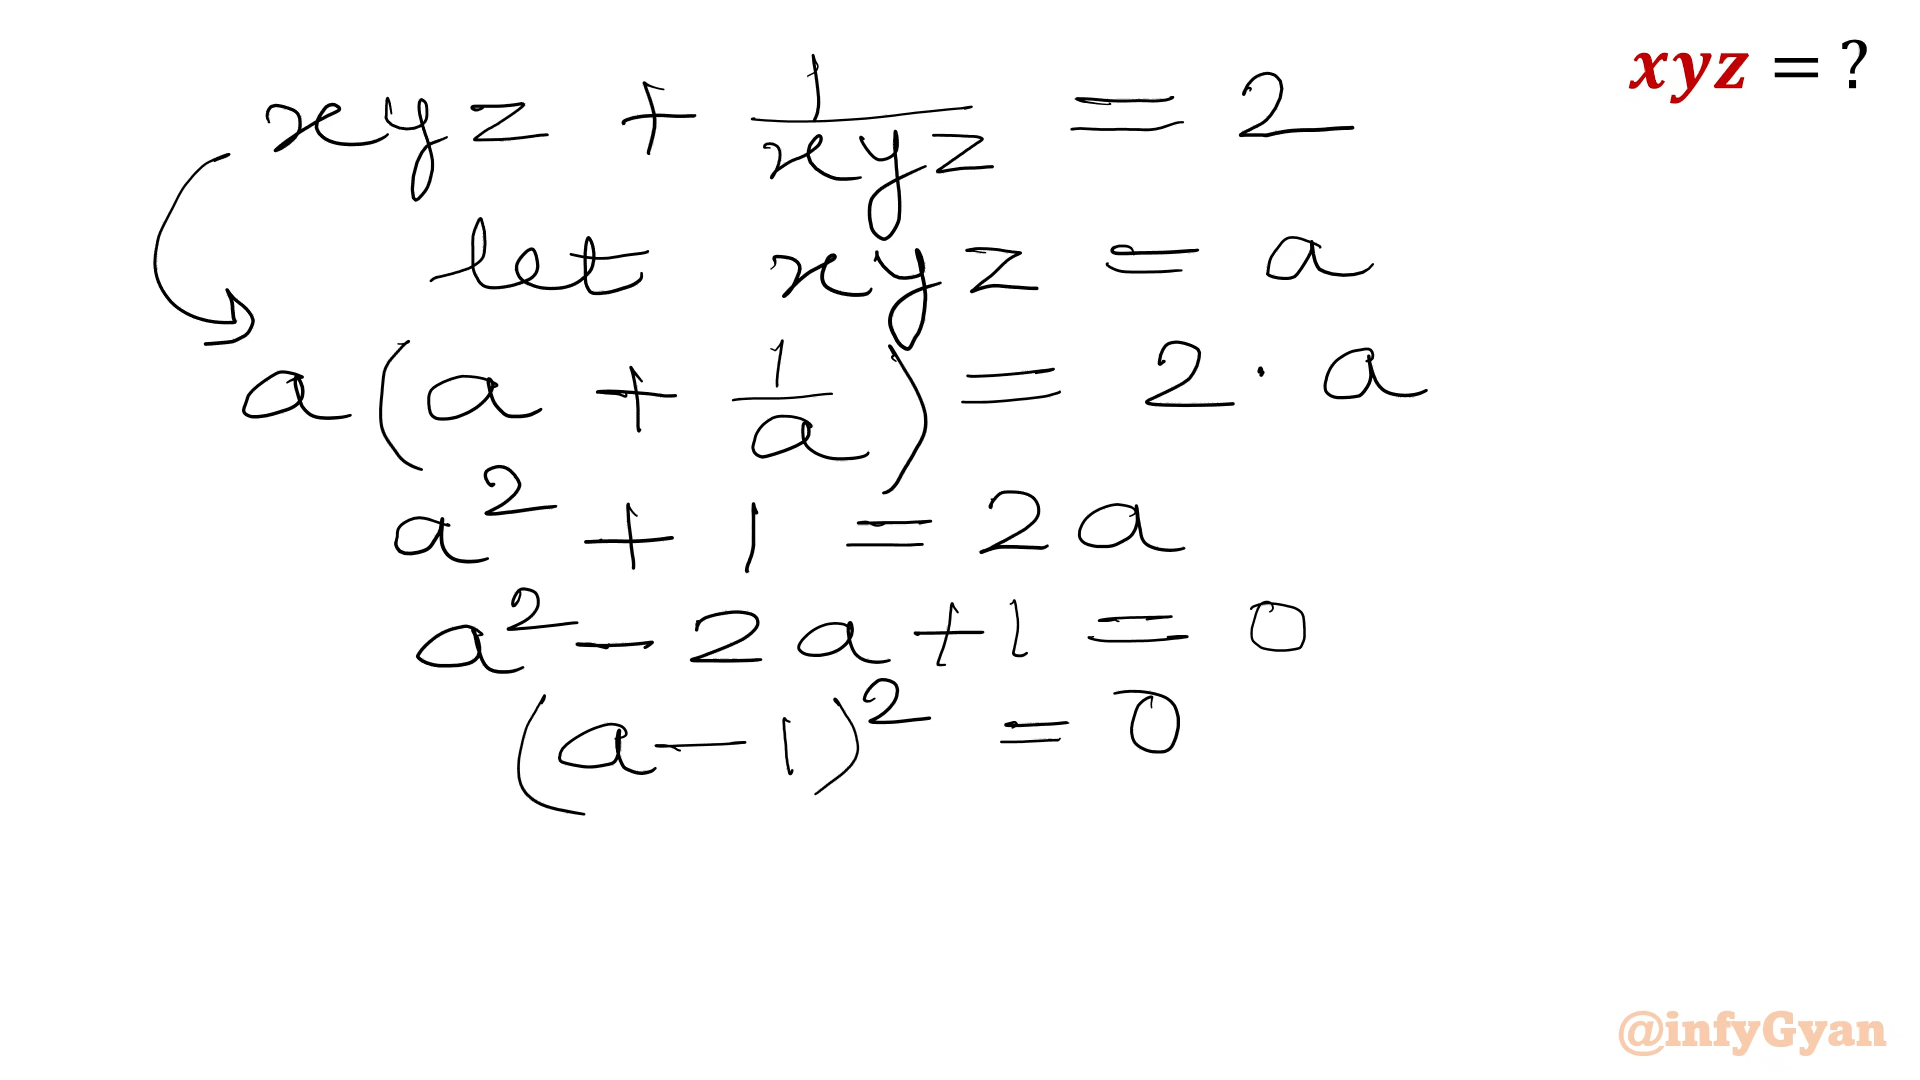 xyz = ?
xyz + 1/xyz = 2
let xyz = a
a(a + 1/a) = 2 · a
a² + 1 = 2a
a² - 2a + 1 = 0
(a - 1)² = 0
@infyGyan